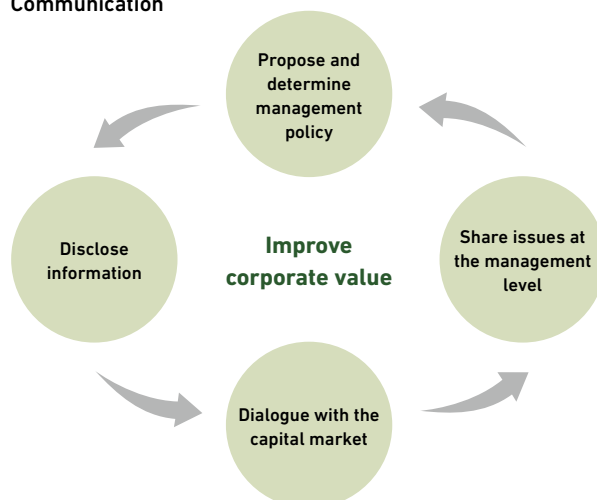 Communication
Propose and
determine
management
policy
Disclose
information
Improve
corporate value
Share issues at
the management
level
Dialogue with the
capital market